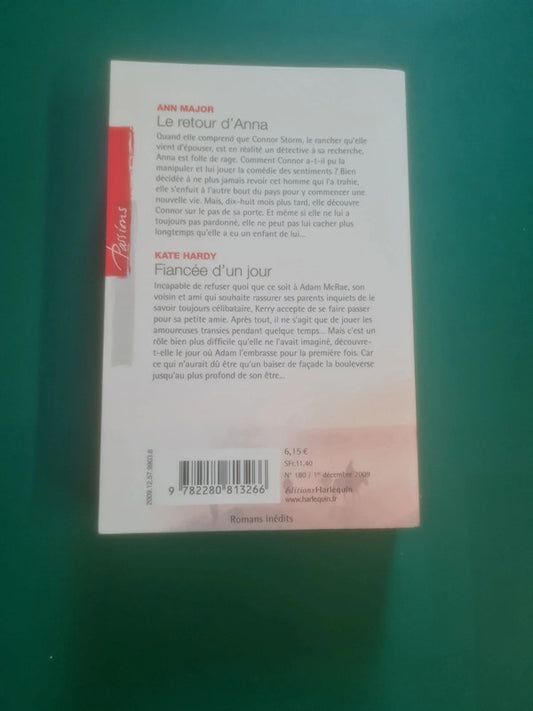 ANN MAJOR
Le retour d'Anna
Quand elle comprend que Connor Storm, le rancher qu'elle
vient d'épouser, est en réalité un détective à sa recherche,
Anna est folle de rage. Comment Connor a-t-il pu la
manipuler et lui jouer la comédie des sentiments ? Bien
décidée à ne plus jamais revoir cet homme qui l'a trahie,
elle s'enfuit à l'autre bout du pays pour y commencer une
nouvelle vie. Mais, dix-huit mois plus tard, elle découvre
Connor sur le pas de sa porte. Et même si elle ne lui a
toujours pas pardonné, elle ne peut pas lui cacher plus
longtemps qu'elle a eu un enfant de lui...
KATE HARDY
Fiancée d'un jour
Incapable de refuser quoi que ce soit à Adam McRae, son
voisin et ami qui souhaite rassurer ses parents inquiets de le
savoir toujours célibataire, Kerry accepte de se faire passer
pour sa petite amie. Après tout, il ne s'agit que de jouer les
amoureuses transies pendant quelque temps... Mais c'est un
rôle bien plus difficile qu'elle ne l'avait imaginé, découvre-
t-elle le jour où Adam l'embrasse pour la première fois. Car
ce qui n'aurait dû être qu'un baiser de façade la bouleverse
jusqu'au plus profond de son être...
Passions
2009.12.57.9903.8
9 782280 813266
6,15 €
SFr.11,40
N° 180 / 1er décembre 2009
éditions Harlequin
www.harlequin.fr
Romans inédits